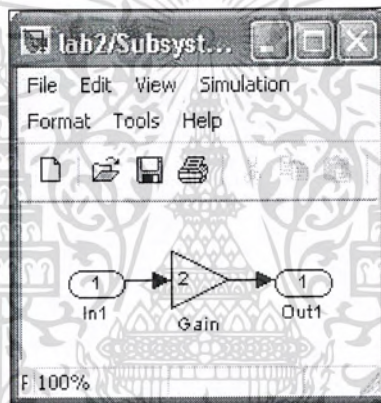 lab2/Subsyst...
File Edit View Simulation
Format Tools Help
1 2 1
In1 Gain Out1
F 100%